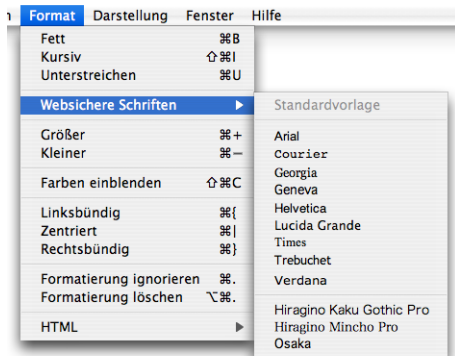 Format Darstellung Fenster Hilfe
Fett ⌘B
Kursiv ⇧⌘I
Unterstreichen ⌘U
Websichere Schriften ▶
Größer ⌘+
Kleiner ⌘—
Farben einblenden ⇧⌘C
Linksbündig ⌘{
Zentriert ⌘|
Rechtsbündig ⌘}
Formatierung ignorieren ⌘.
Formatierung löschen ⌥⌘.
HTML ▶
Standardvorlage
Arial
Courier
Georgia
Geneva
Helvetica
Lucida Grande
Times
Trebuchet
Verdana
Hiragino Kaku Gothic Pro
Hiragino Mincho Pro
Osaka